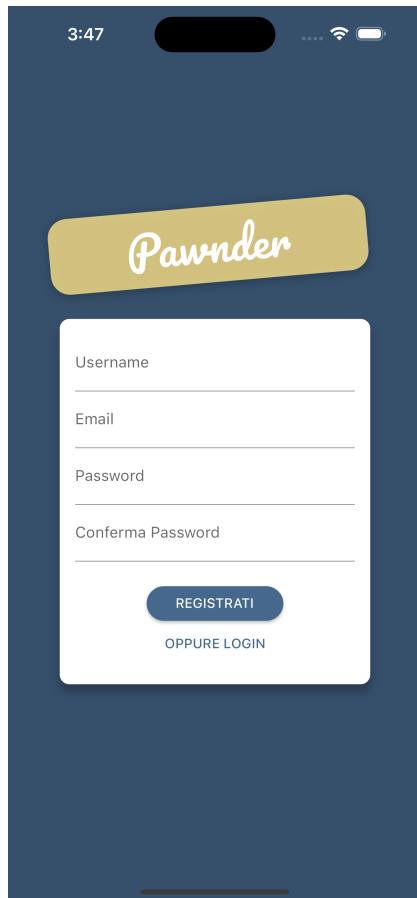 3:47
Pawnder
Username
Email
Password
Conferma Password
REGISTRATI
OPPURE LOGIN